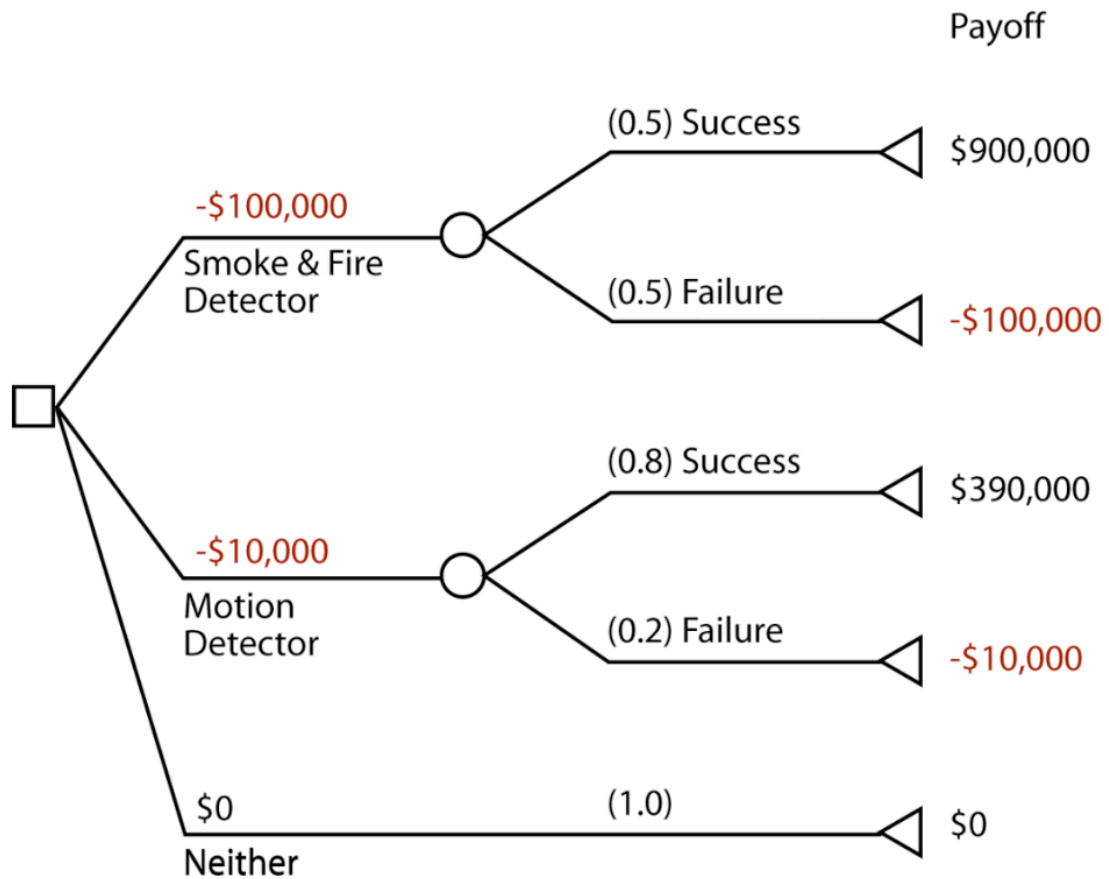 Payoff
(0.5) Success
$900,000
-$100,000
Smoke & Fire
Detector
(0.5) Failure
-$100,000
(0.8) Success
$390,000
-$10,000
Motion
Detector
(0.2) Failure
-$10,000
$0
(1.0)
$0
Neither